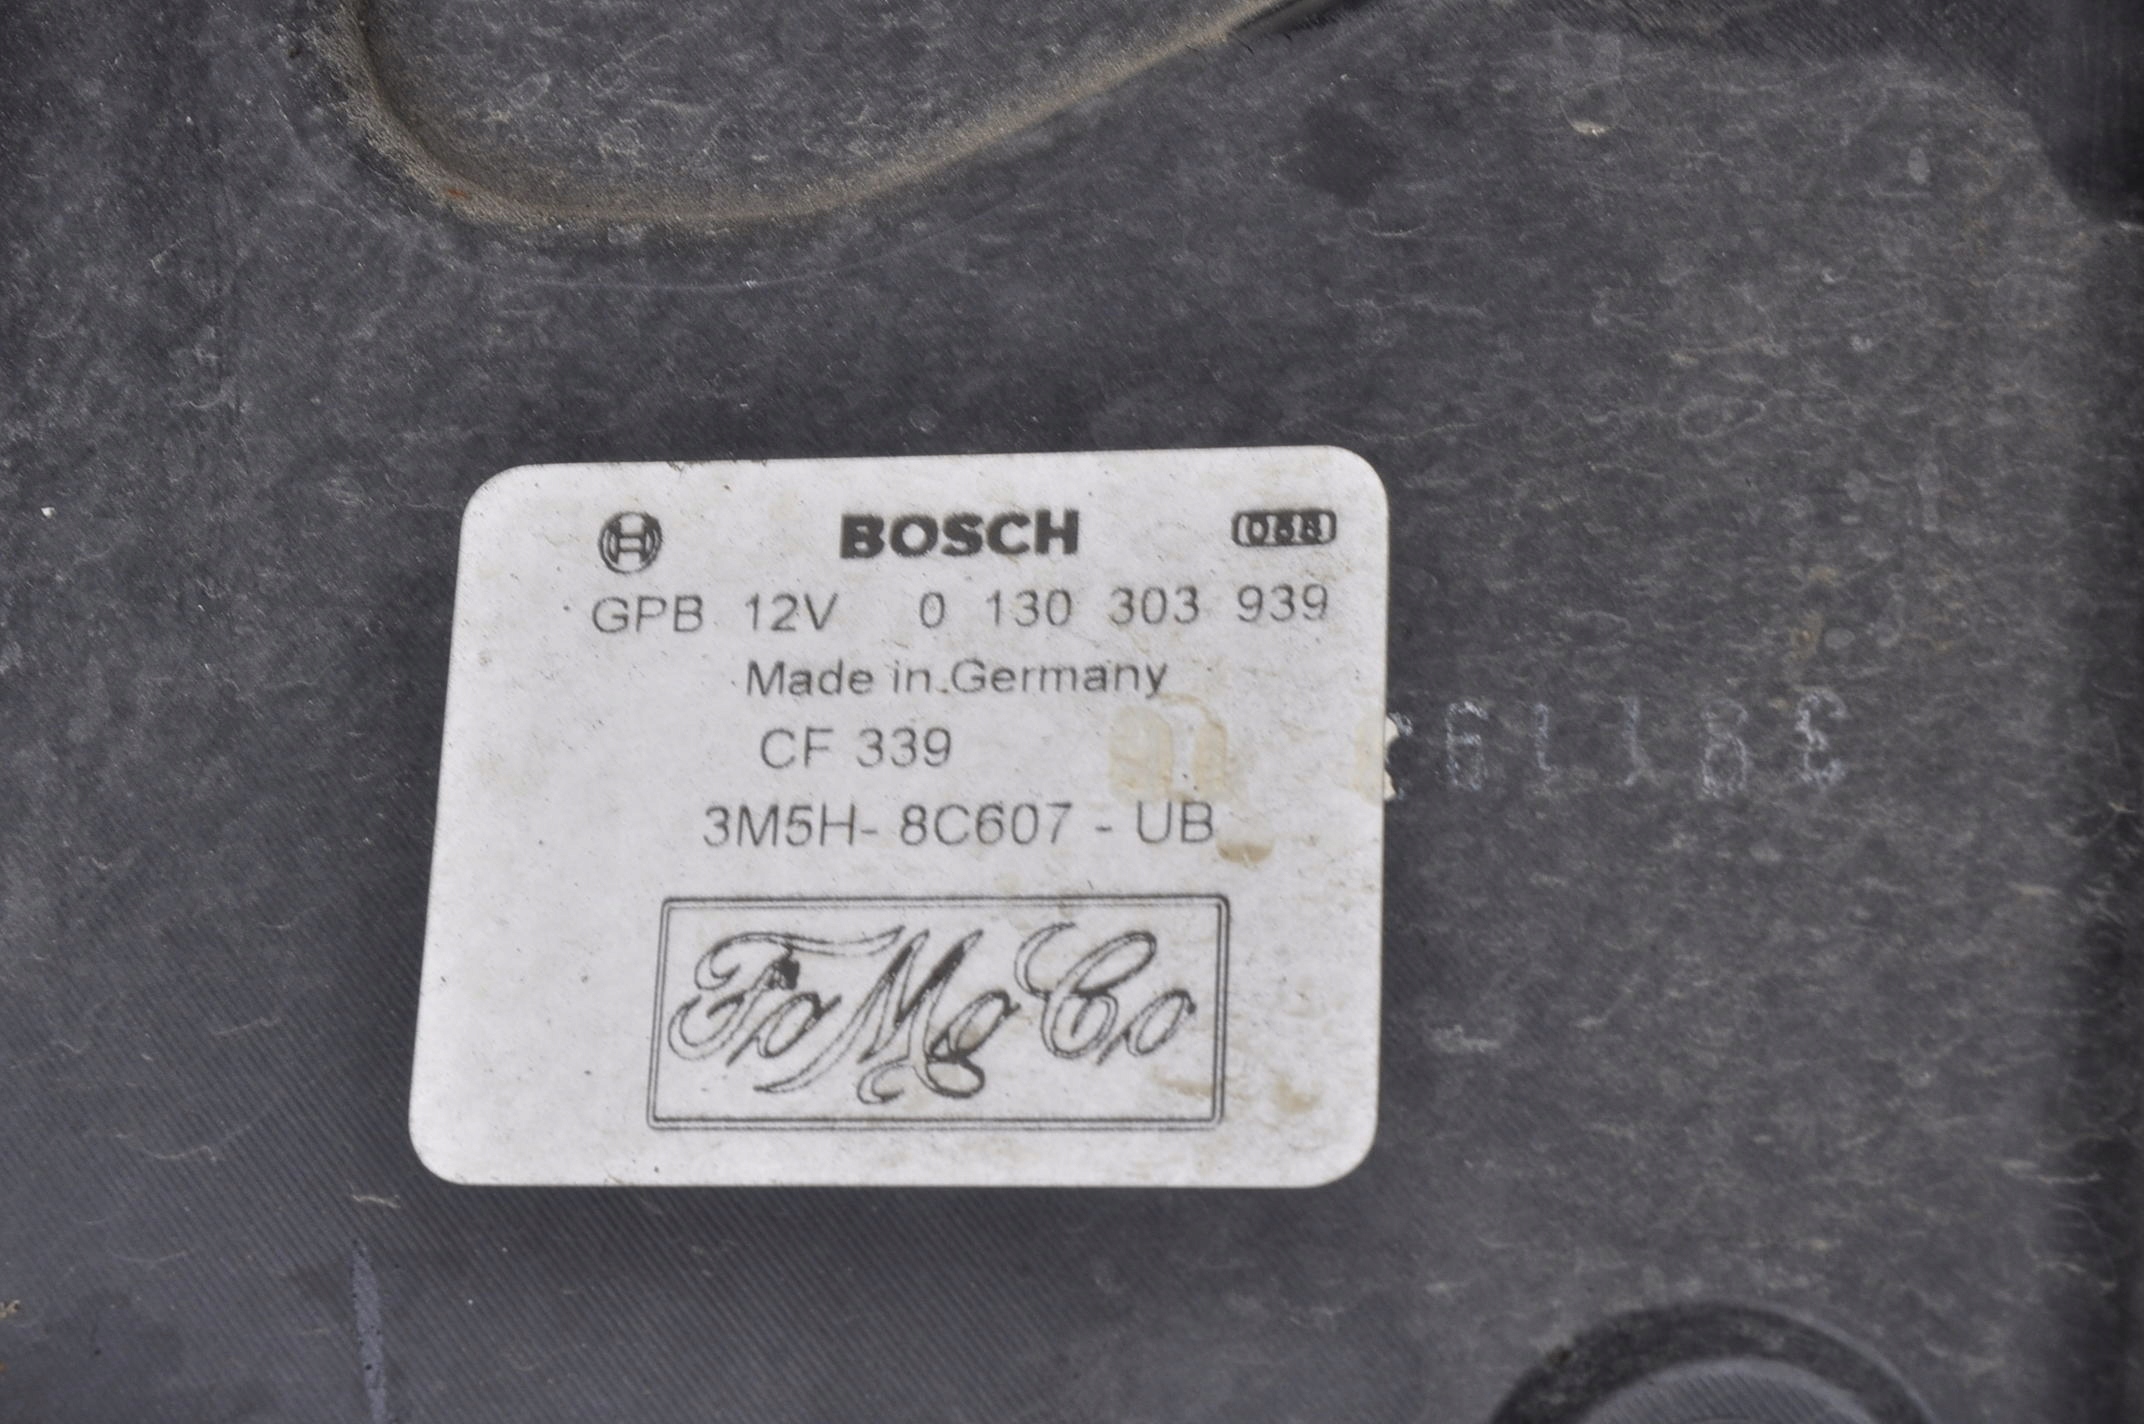 BOSCH
GPB 12V 0 130 303 939
Made in Germany
CF 339
3M5H- 8C607 - UB
FoMoCo